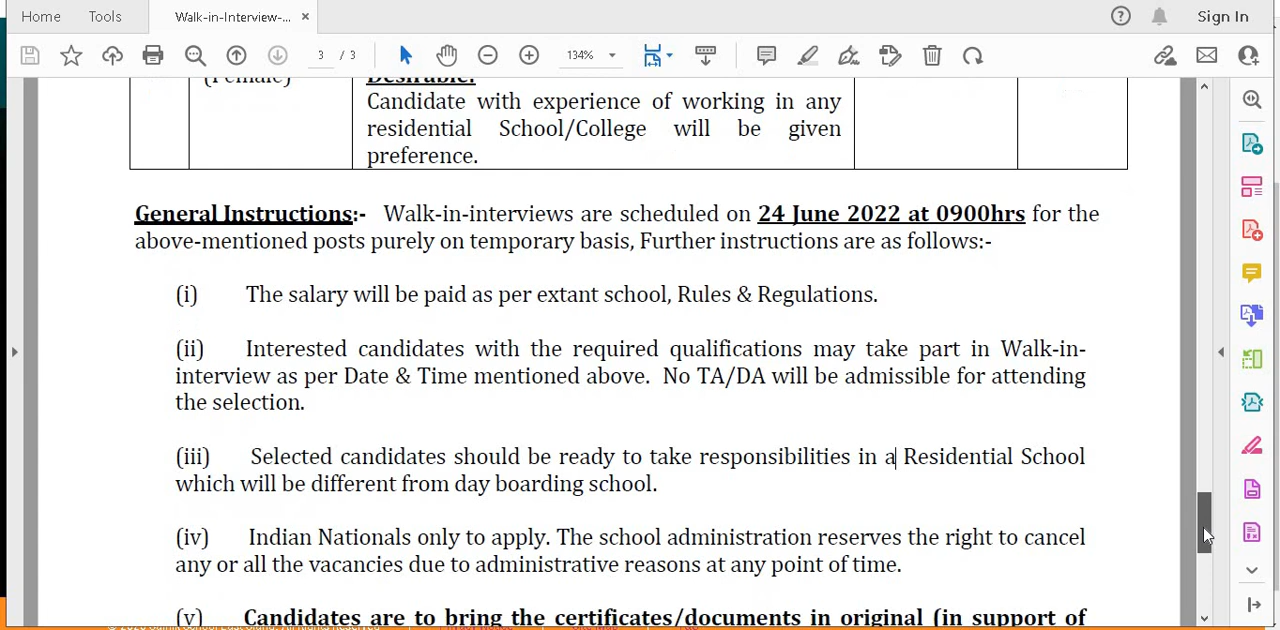 Home Tools Walk-in-Interview-... × Sign In
3 / 3 134%
(Female) Desirable:
Candidate with experience of working in any
residential School/College will be given
preference.
General Instructions:- Walk-in-interviews are scheduled on 24 June 2022 at 0900hrs for the
above-mentioned posts purely on temporary basis, Further instructions are as follows:-
(i) The salary will be paid as per extant school, Rules & Regulations.
(ii) Interested candidates with the required qualifications may take part in Walk-in-
interview as per Date & Time mentioned above. No TA/DA will be admissible for attending
the selection.
(iii) Selected candidates should be ready to take responsibilities in a Residential School
which will be different from day boarding school.
(iv) Indian Nationals only to apply. The school administration reserves the right to cancel
any or all the vacancies due to administrative reasons at any point of time.
(v) Candidates are to bring the certificates/documents in original (in support of